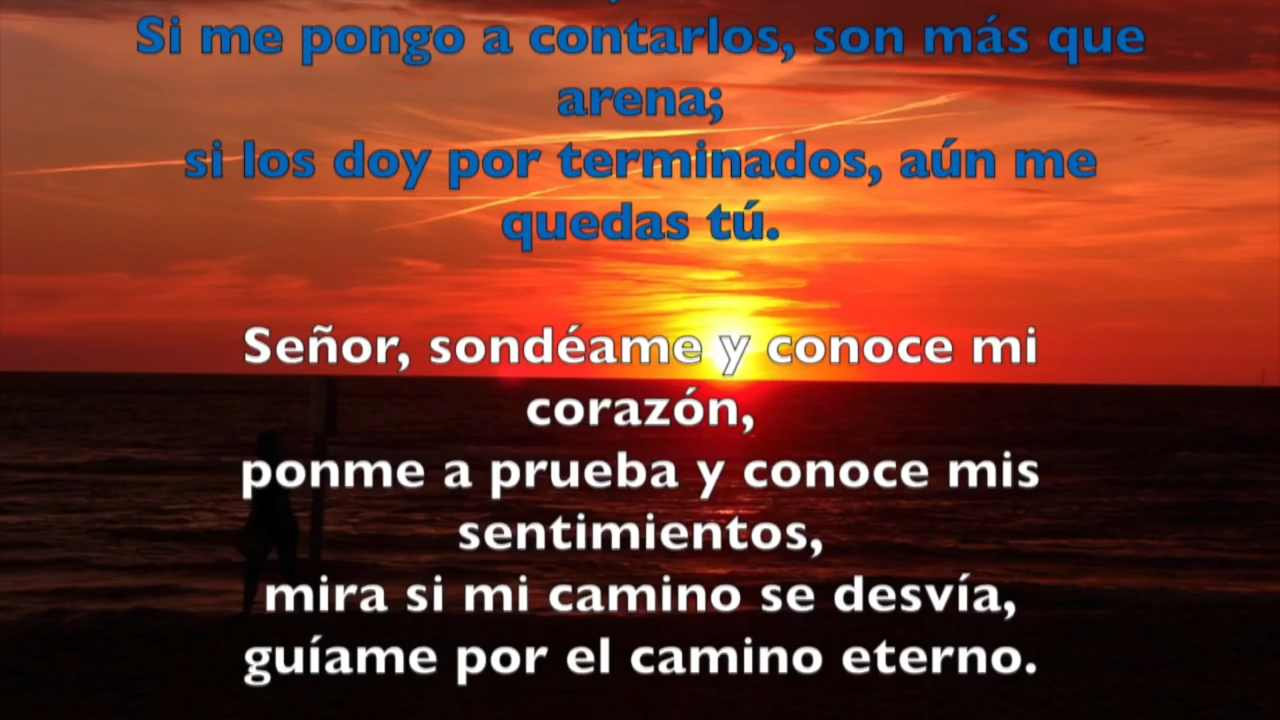 Si me pongo a contarlos, son más que
arena;
si los doy por terminados, aún me
quedas tú.
Señor, sondéame y conoce mi
corazón,
ponme a prueba y conoce mis
sentimientos,
mira si mi camino se desvía,
guíame por el camino eterno.